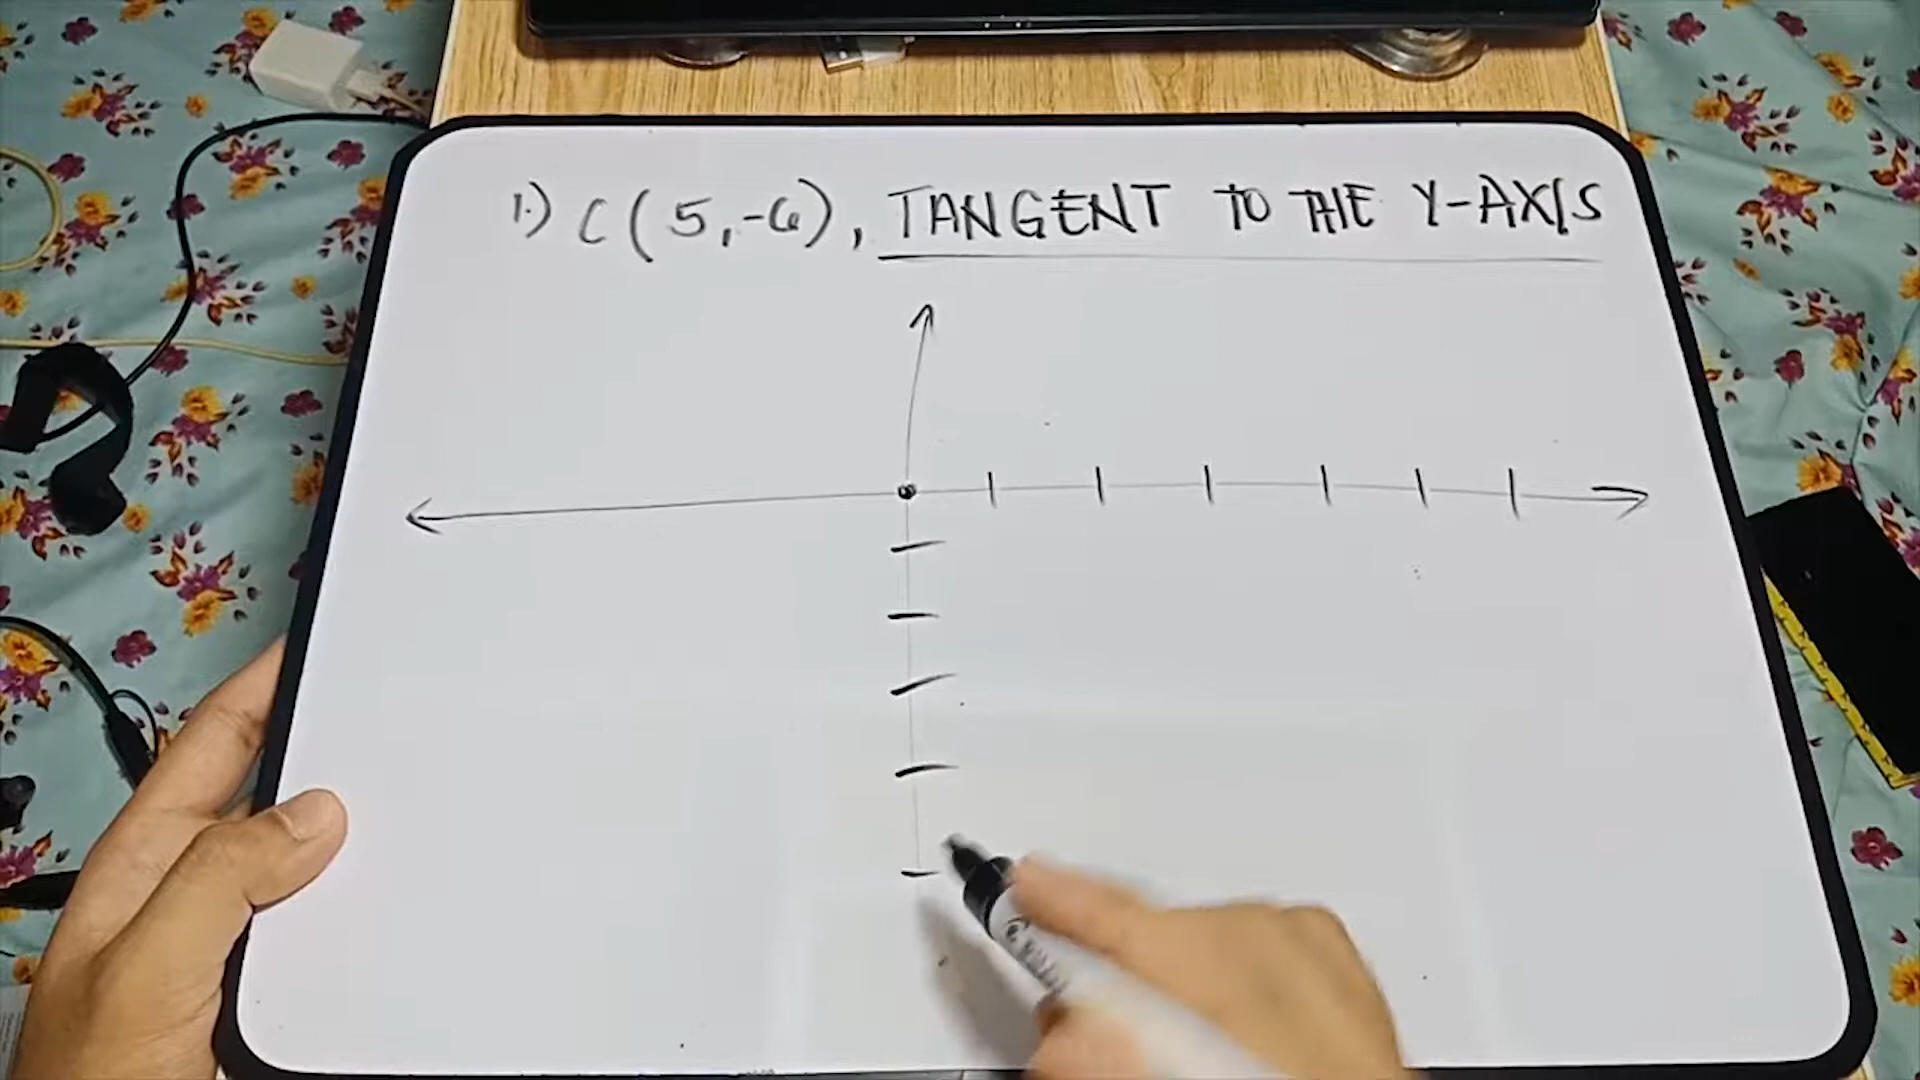 1.) C(5,-6), TANGENT TO THE Y-AXIS